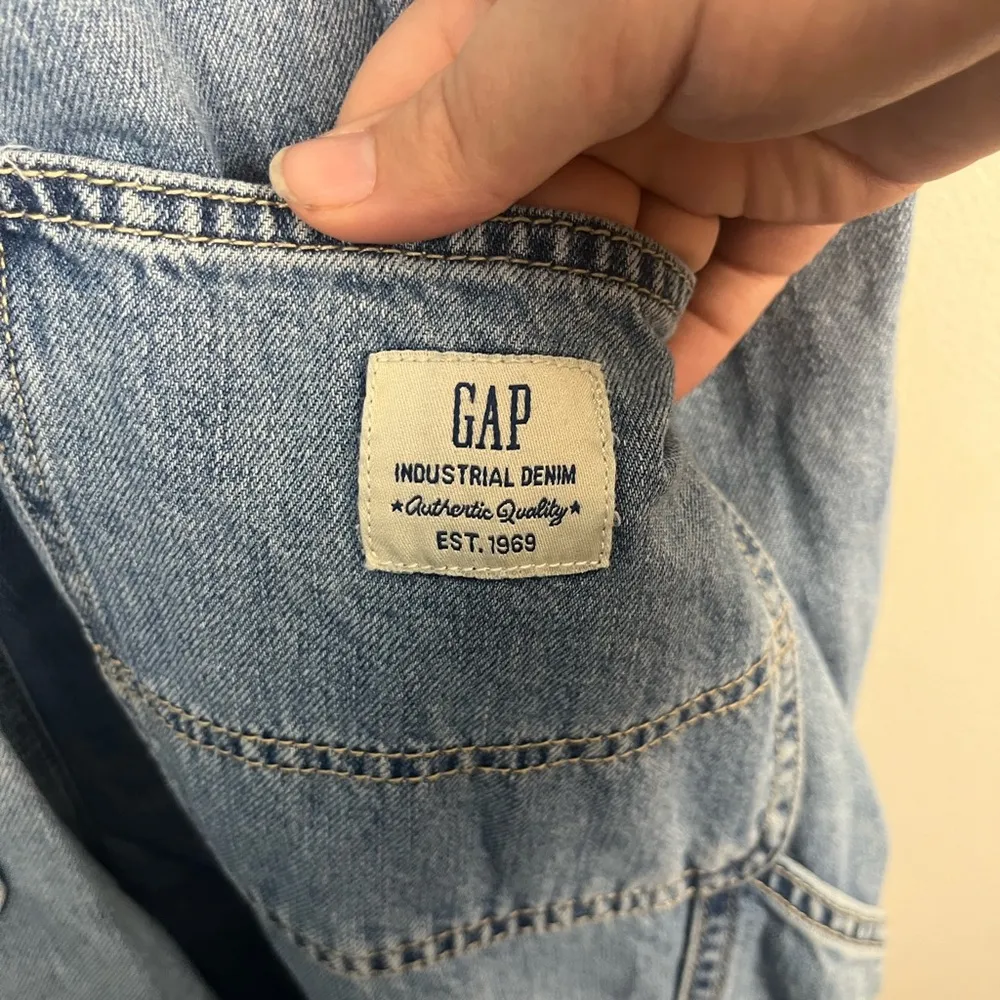 GAP
INDUSTRIAL DENIM
★Authentic Quality★
EST. 1969